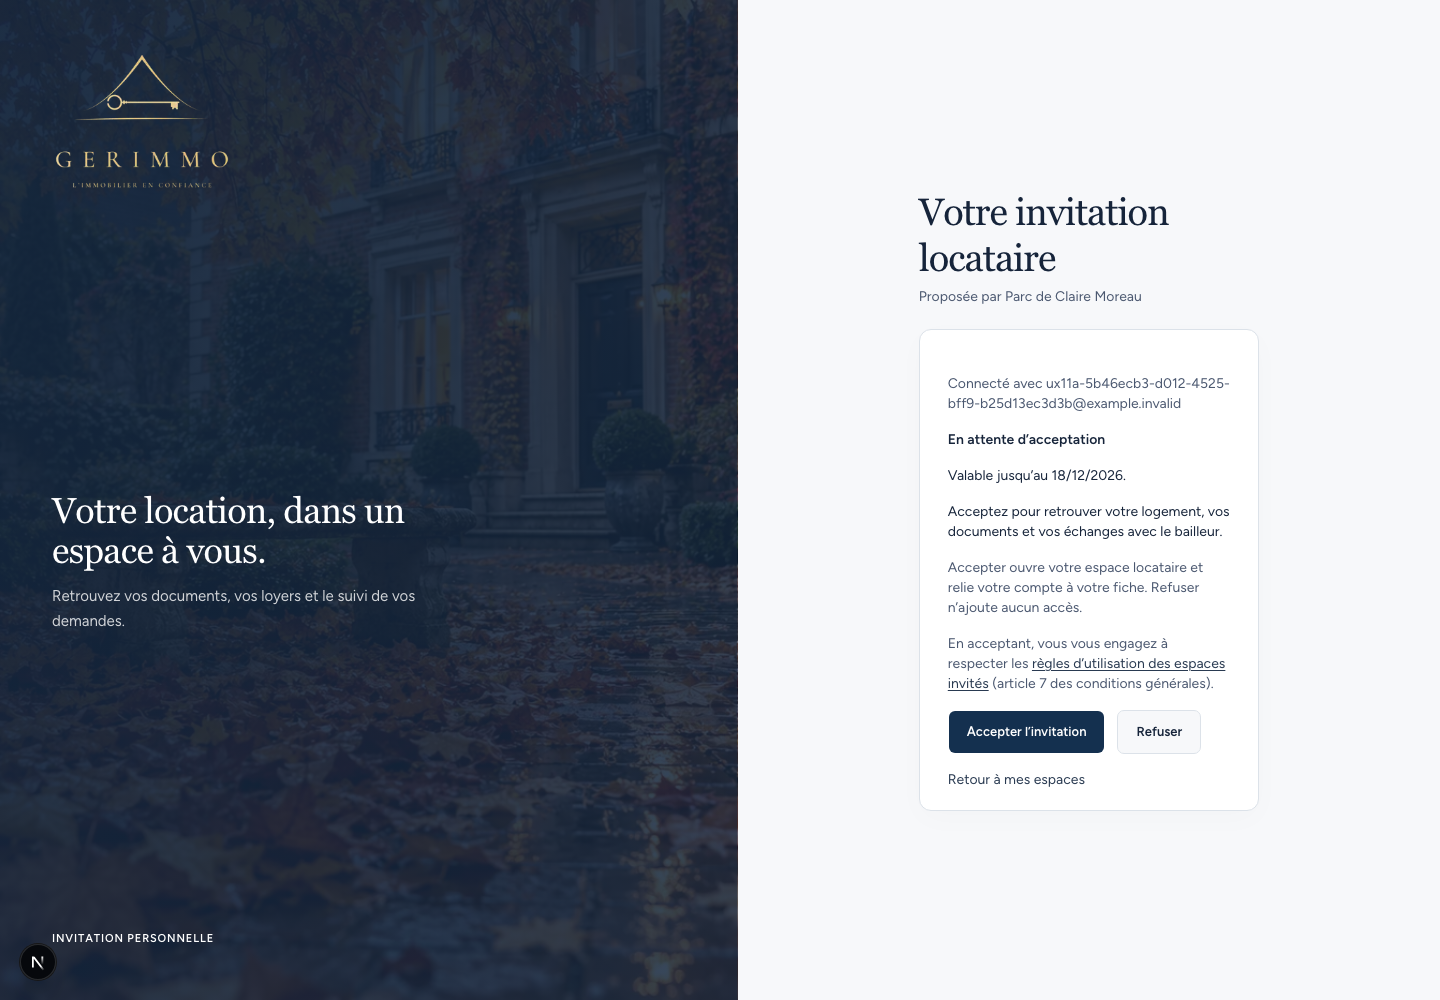 GERIMMO
L'IMMOBILIER EN CONFIANCE
Votre location, dans un
espace à vous.
Retrouvez vos documents, vos loyers et le suivi de vos
demandes.
INVITATION PERSONNELLE
N
Votre invitation
locataire
Proposée par Parc de Claire Moreau
Connecté avec ux11a-5b46ecb3-d012-4525-
bff9-b25d13ec3d3b@example.invalid
En attente d’acceptation
Valable jusqu’au 18/12/2026.
Acceptez pour retrouver votre logement, vos
documents et vos échanges avec le bailleur.
Accepter ouvre votre espace locataire et
relie votre compte à votre fiche. Refuser
n’ajoute aucun accès.
En acceptant, vous vous engagez à
respecter les règles d’utilisation des espaces
invités (article 7 des conditions générales).
Accepter l’invitation
Refuser
Retour à mes espaces